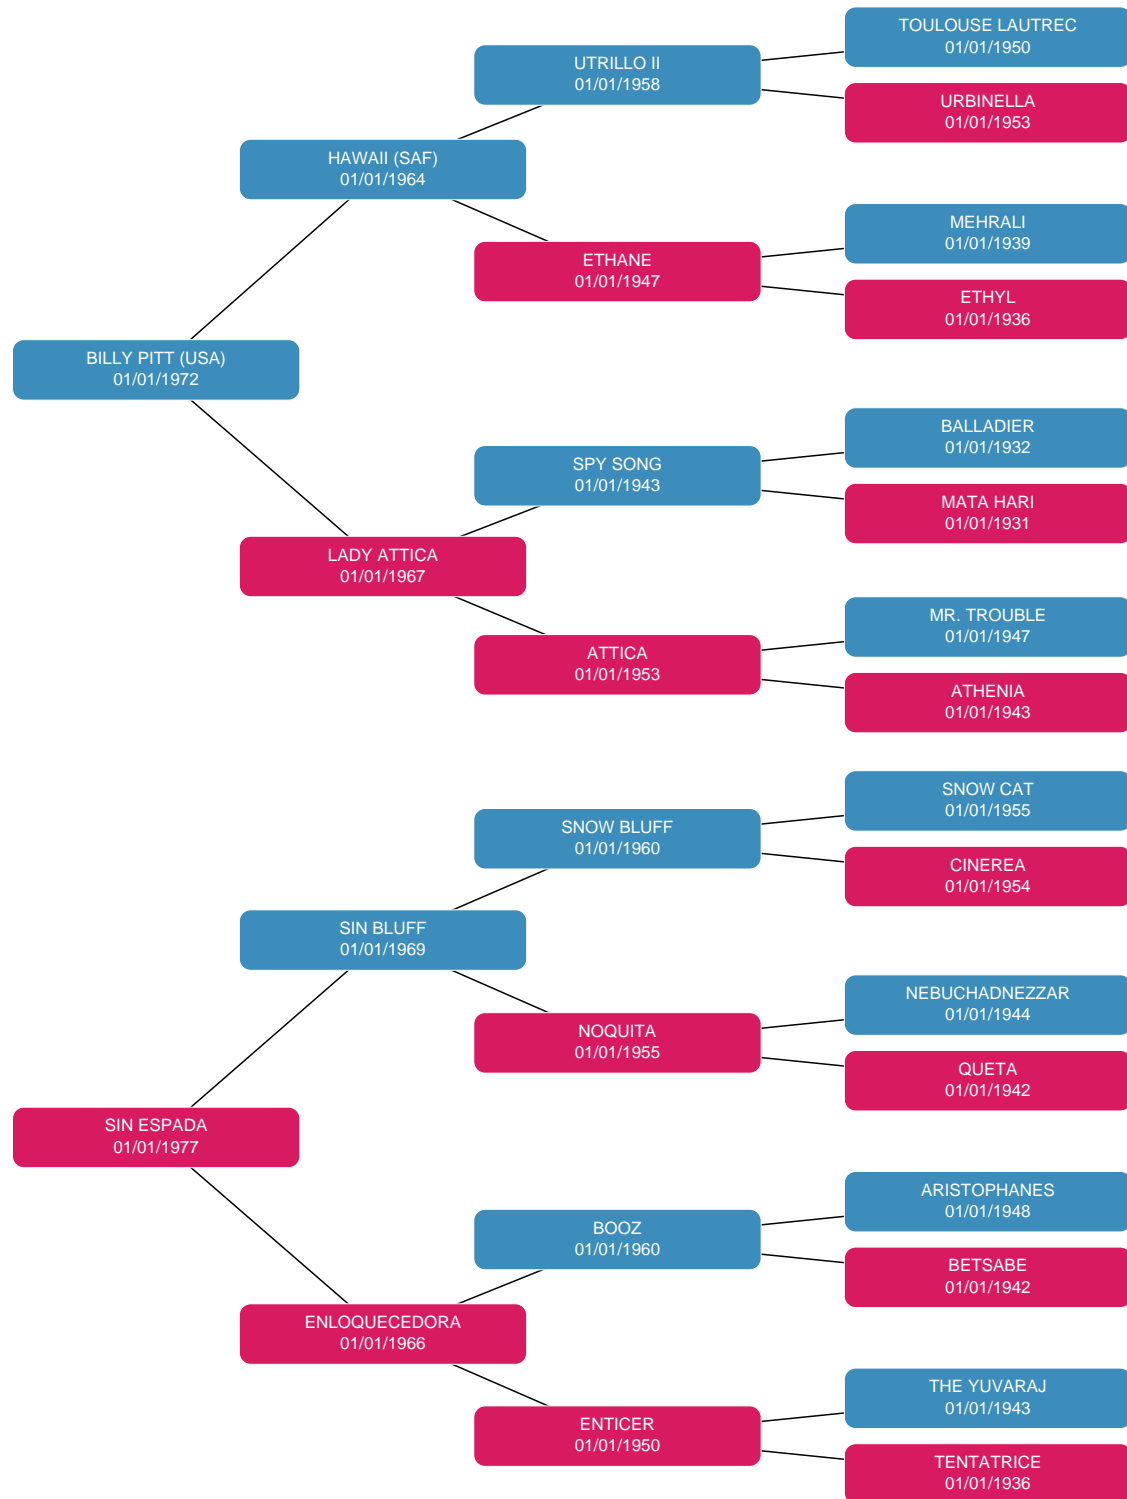 TOULOUSE LAUTREC
01/01/1950
UTRILLO II
01/01/1958
URBINELLA
01/01/1953
HAWAII (SAF)
01/01/1964
MEHRALI
01/01/1939
ETHANE
01/01/1947
ETHYL
01/01/1936
BILLY PITT (USA)
01/01/1972
BALLADIER
01/01/1932
SPY SONG
01/01/1943
MATA HARI
01/01/1931
LADY ATTICA
01/01/1967
MR. TROUBLE
01/01/1947
ATTICA
01/01/1953
ATHENIA
01/01/1943
SNOW CAT
01/01/1955
SNOW BLUFF
01/01/1960
CINEREA
01/01/1954
SIN BLUFF
01/01/1969
NEBUCHADNEZZAR
01/01/1944
NOQUITA
01/01/1955
QUETA
01/01/1942
SIN ESPADA
01/01/1977
ARISTOPHANES
01/01/1948
BOOZ
01/01/1960
BETSABE
01/01/1942
ENLOQUECEDORA
01/01/1966
THE YUVARAJ
01/01/1943
ENTICER
01/01/1950
TENTATRICE
01/01/1936